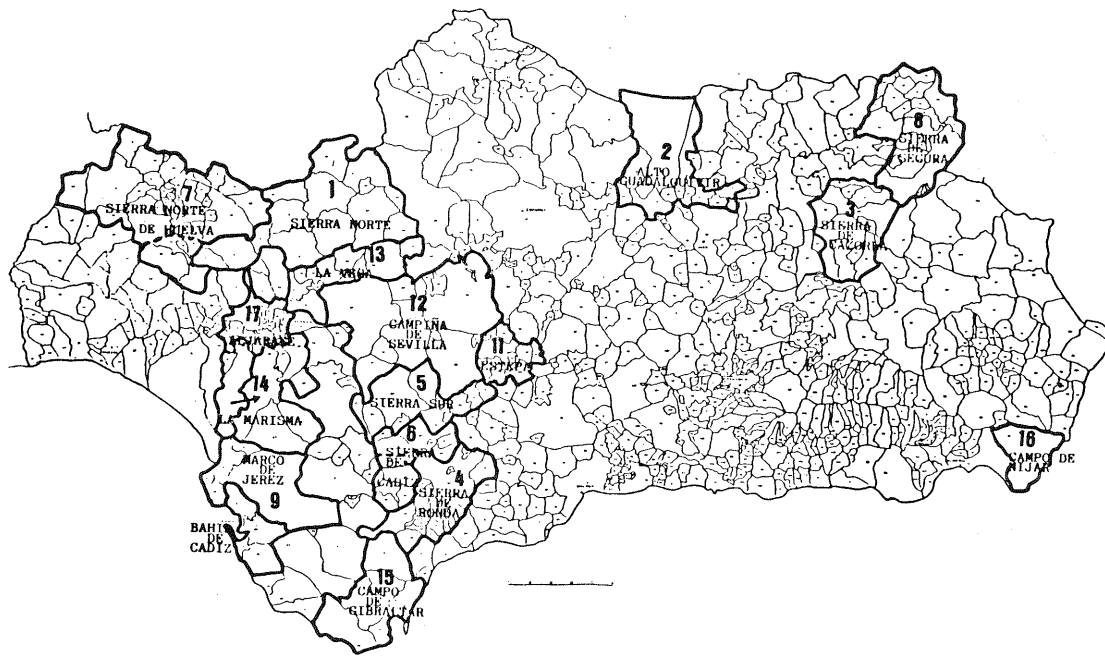 8
SIERRA
DE
SEGURA
2
ALTO
GUADALQUIVIR
7
SIERRA NORTE
DE HUELVA
1
SIERRA NORTE
3
SIERRA
DE
CAZORLA
13
LA VEGA
12
CAMPIÑA
DE
SEVILLA
17
ALJARAFE
11
ESTEPA
14
LA MARISMA
5
SIERRA SUR
6
SIERRA
DE
CADIZ
4
SIERRA
DE
RONDA
MARCO
DE
JEREZ
9
BAHIA
DE
CADIZ
16
CAMPO DE
NIJAR
15
CAMPO
DE
GIBRALTAR